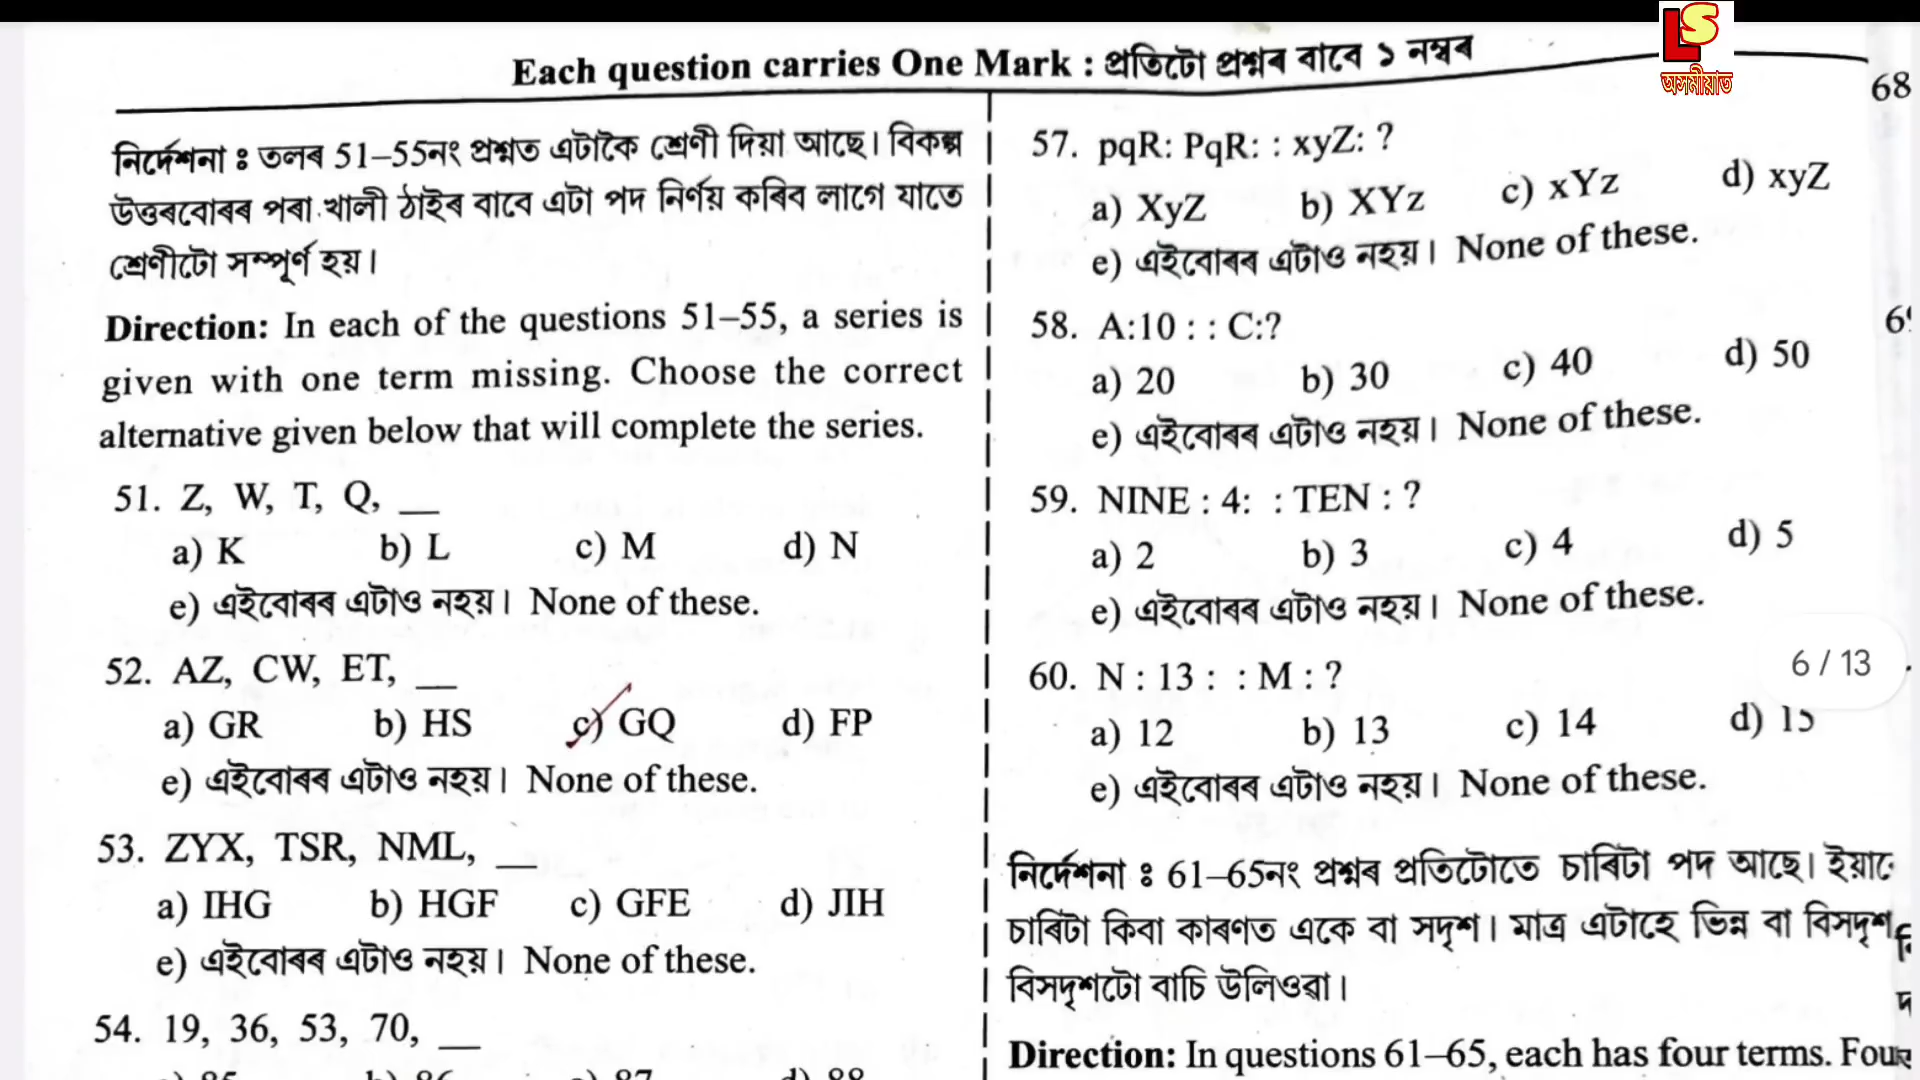 Each question carries One Mark : প্ৰতিটো প্ৰশ্নৰ বাবে ১ নম্বৰ
LS
অসমীয়াত
68
নিৰ্দেশনা ঃ তলৰ 51–55নং প্ৰশ্নত এটাকৈ শ্ৰেণী দিয়া আছে। বিকল্প
উত্তৰবোৰৰ পৰা খালী ঠাইৰ বাবে এটা পদ নিৰ্ণয় কৰিব লাগে যাতে
শ্ৰেণীটো সম্পূৰ্ণ হয়।
Direction: In each of the questions 51–55, a series is
given with one term missing. Choose the correct
alternative given below that will complete the series.
51. Z, W, T, Q, __
a) K b) L c) M d) N
e) এইবোৰৰ এটাও নহয়। None of these.
52. AZ, CW, ET, __
a) GR b) HS c) GQ d) FP
e) এইবোৰৰ এটাও নহয়। None of these.
53. ZYX, TSR, NML, __
a) IHG b) HGF c) GFE d) JIH
e) এইবোৰৰ এটাও নহয়। None of these.
54. 19, 36, 53, 70, __
57. pqR: PqR: : xyZ: ?
a) XyZ b) XYz c) xYz d) xyZ
e) এইবোৰৰ এটাও নহয়। None of these.
58. A:10 : : C:?
a) 20 b) 30 c) 40 d) 50
e) এইবোৰৰ এটাও নহয়। None of these.
59. NINE : 4: : TEN : ?
a) 2 b) 3 c) 4 d) 5
e) এইবোৰৰ এটাও নহয়। None of these.
60. N : 13 : : M : ?
a) 12 b) 13 c) 14 d) 15
e) এইবোৰৰ এটাও নহয়। None of these.
6 / 13
নিৰ্দেশনা ঃ 61–65নং প্ৰশ্নৰ প্ৰতিটোতে চাৰিটা পদ আছে।
চাৰিটা কিবা কাৰণত একে বা সদৃশ। মাত্ৰ এটাহে ভিন্ন বা বিসদৃশ
বিসদৃশটো বাচি উলিওৱা।
Direction: In questions 61–65, each has four terms.